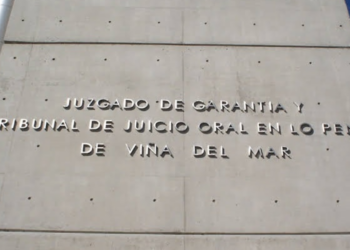 JUZGADO DE GARANTIA Y
RIBUNAL DE JUICIO ORAL EN LO PE
DE VIÑA DEL MAR